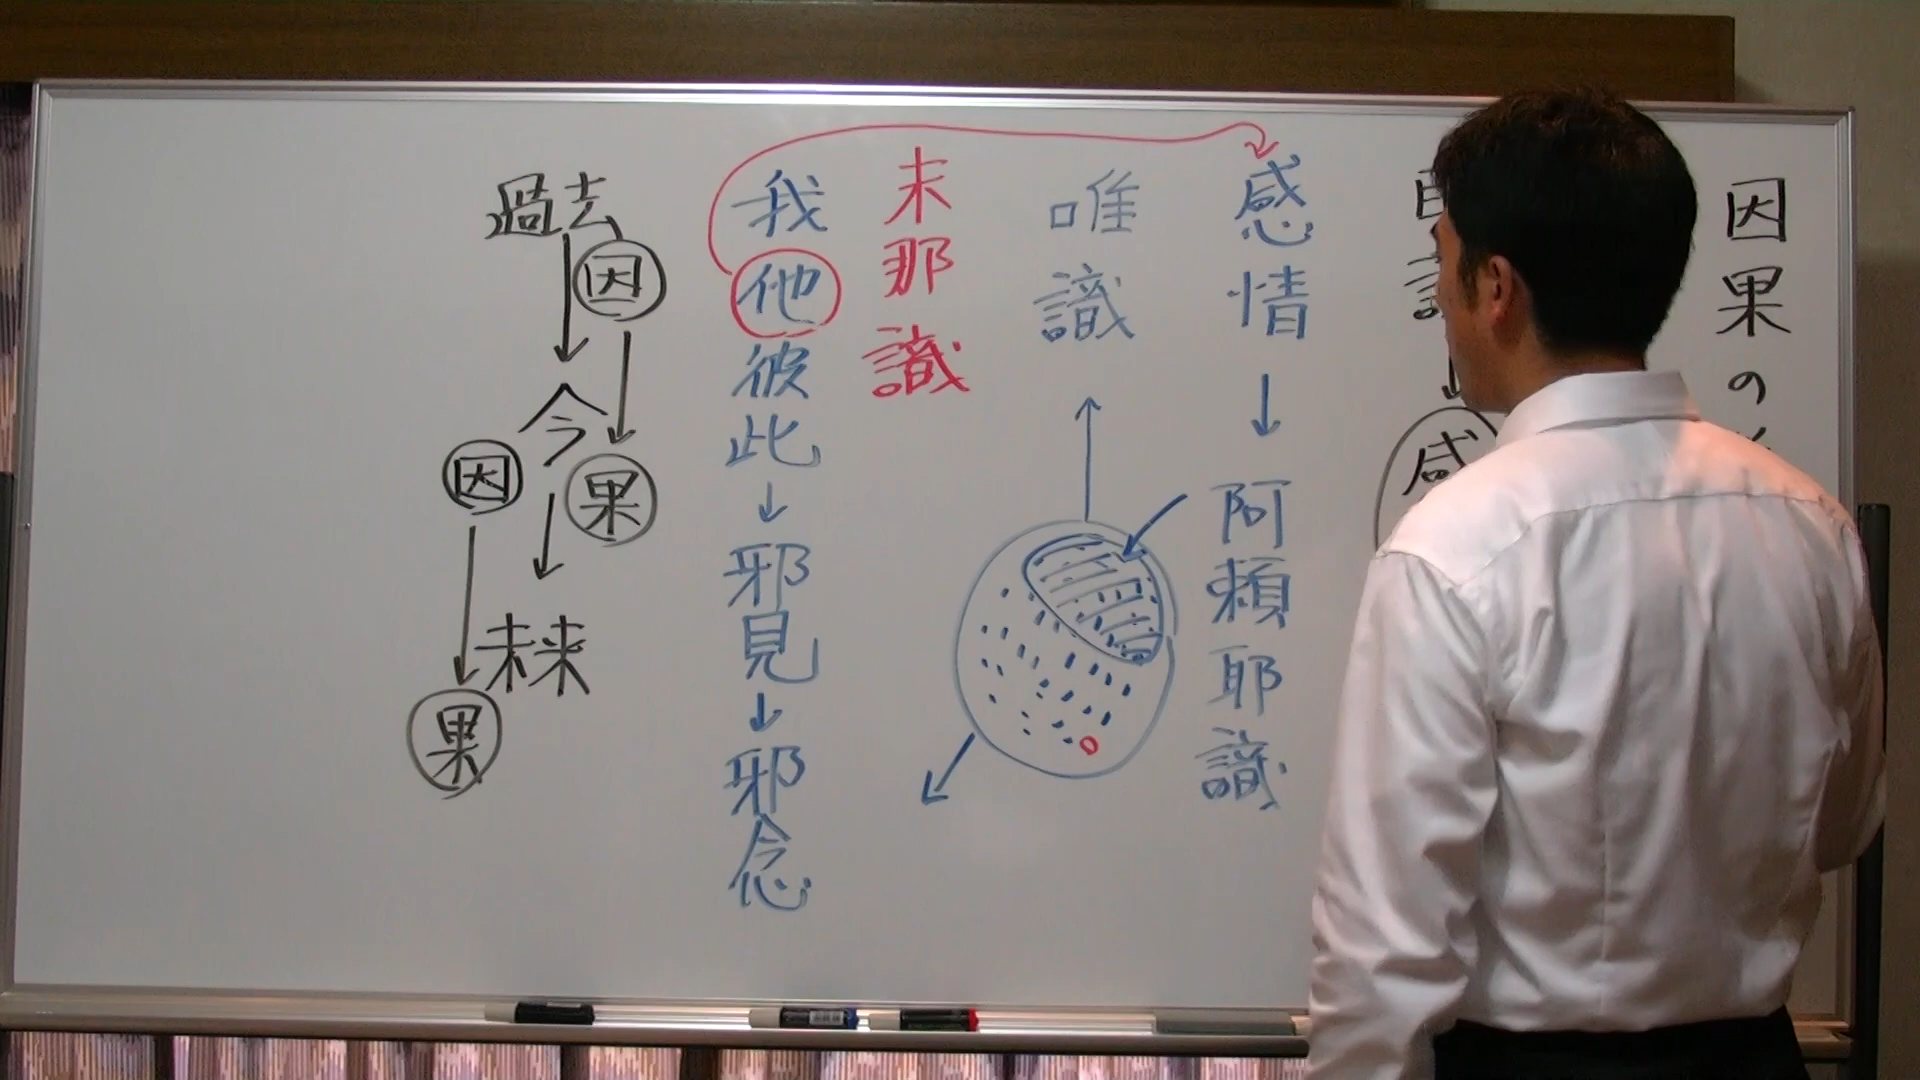 因果の
感情↓阿頼耶識
唯識
末那識
我他彼此↓邪見↓邪念
過去↓今↓未来
因↓果
因↓果